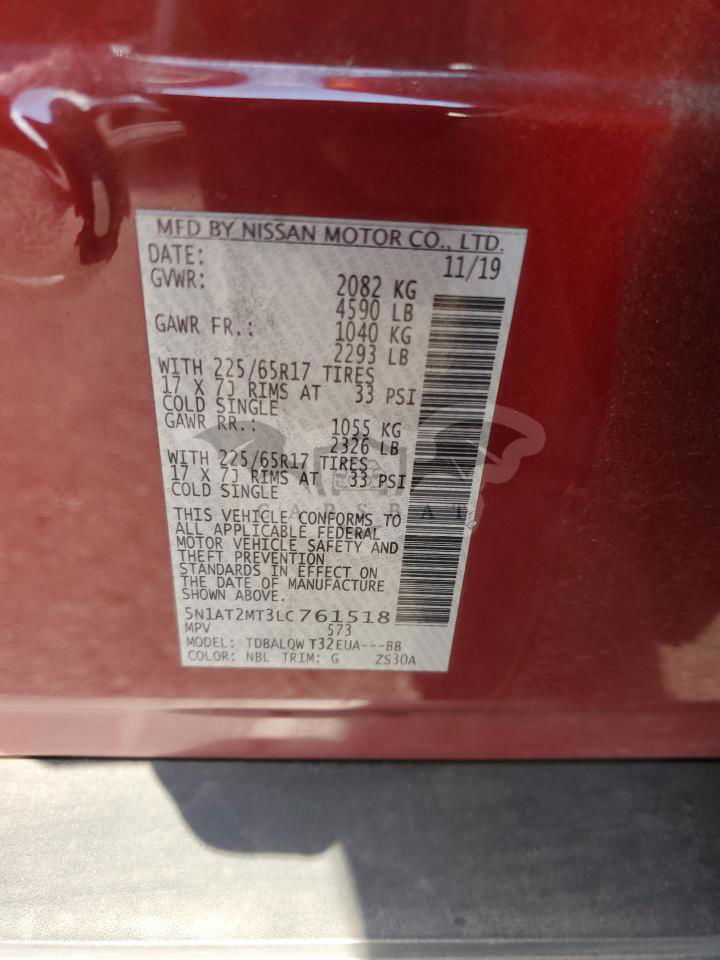 MFD BY NISSAN MOTOR CO., LTD.
DATE: 11/19
GVWR: 2082 KG
4590 LB
GAWR FR.: 1040 KG
2293 LB
WITH 225/65R17 TIRES
17 X 7J RIMS AT 33 PSI
COLD SINGLE
GAWR RR.: 1055 KG
2326 LB
WITH 225/65R17 TIRES
17 X 7J RIMS AT 33 PSI
COLD SINGLE
CARSBAT
THIS VEHICLE CONFORMS TO
ALL APPLICABLE FEDERAL
MOTOR VEHICLE SAFETY AND
THEFT PREVENTION
STANDARDS IN EFFECT ON
THE DATE OF MANUFACTURE
SHOWN ABOVE.
5N1AT2MT3LC761518
MPV 573
MODEL: TDBALQW T32EUA---BB
COLOR: NBL TRIM: G ZS30A